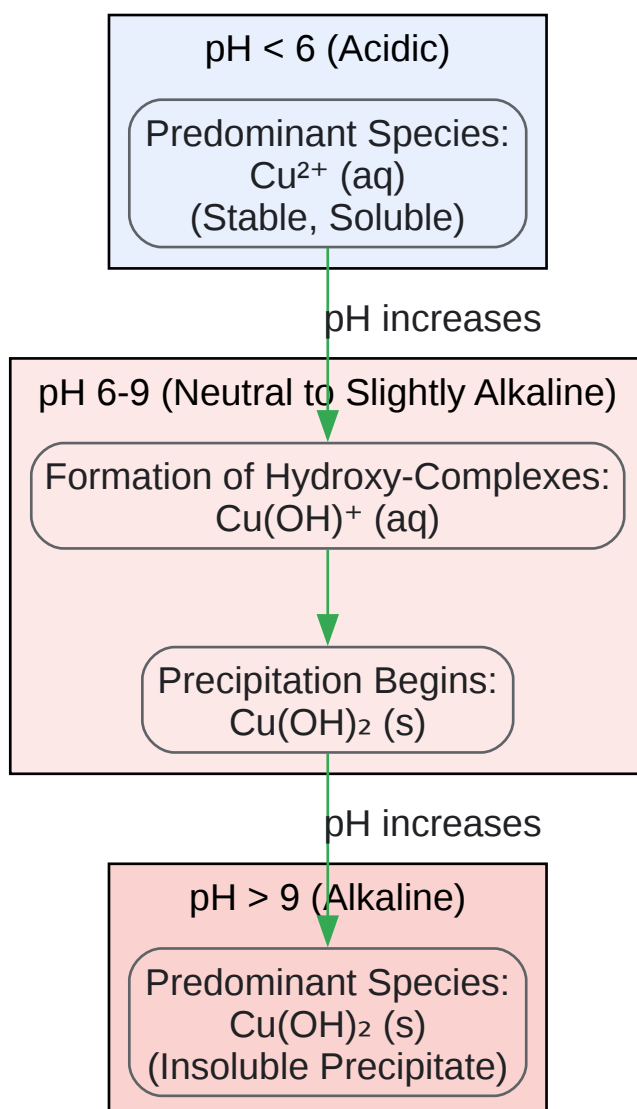 pH < 6 (Acidic)
Predominant Species:
Cu²⁺ (aq)
(Stable, Soluble)
pH increases
pH 6-9 (Neutral to Slightly Alkaline)
Formation of Hydroxy-Complexes:
Cu(OH)⁺ (aq)
Precipitation Begins:
Cu(OH)₂ (s)
pH increases
pH > 9 (Alkaline)
Predominant Species:
Cu(OH)₂ (s)
(Insoluble Precipitate)